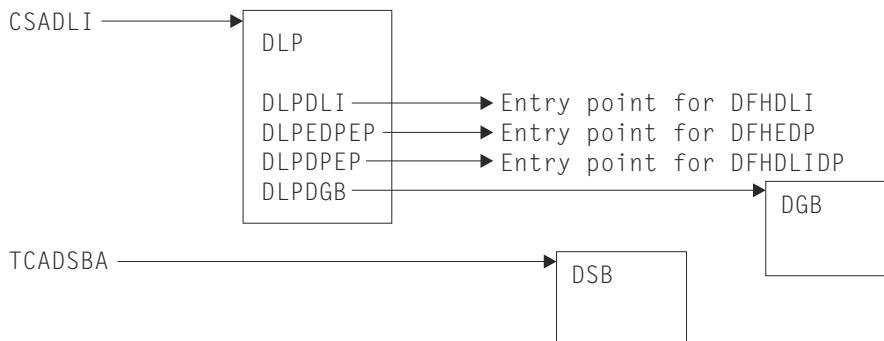 CSADLI
DLP
DLPDLI Entry point for DFHDLI
DLPEDPEP Entry point for DFHEDP
DLPDPEP Entry point for DFHDLIDP
DLPDGB
DGB
TCADSBA
DSB